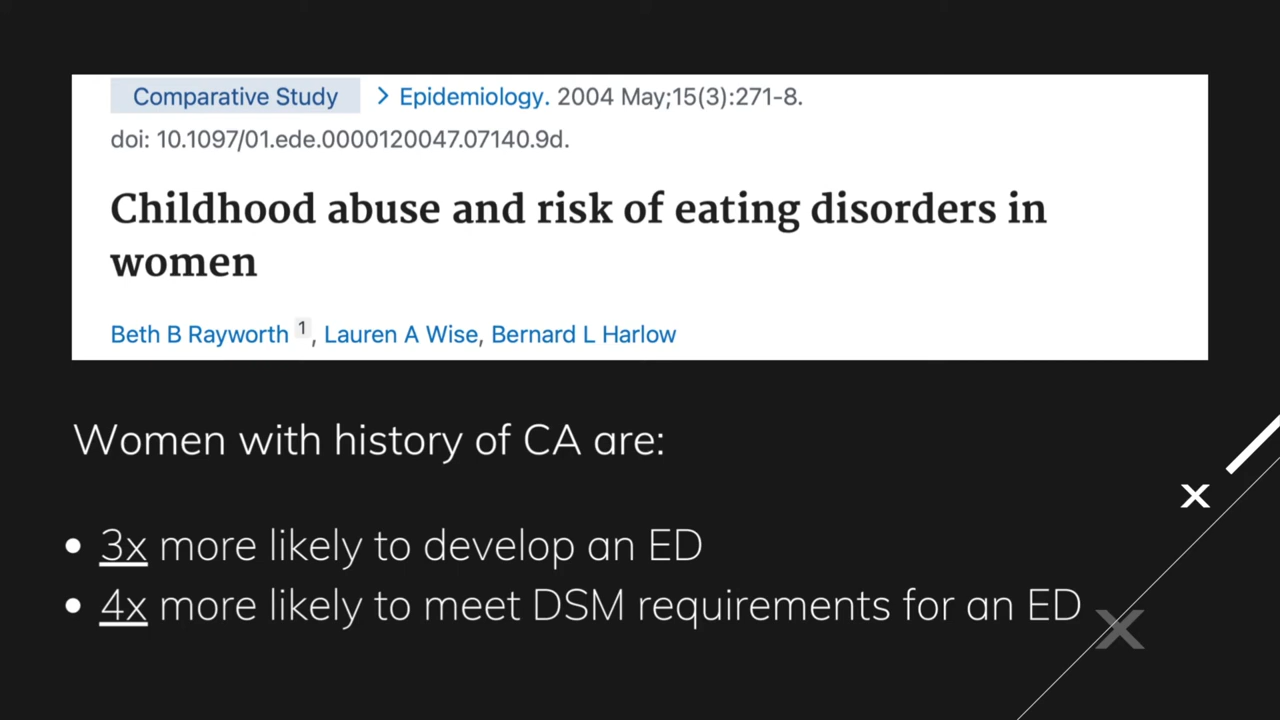 Comparative Study > Epidemiology. 2004 May;15(3):271-8.
doi: 10.1097/01.ede.0000120047.07140.9d.
Childhood abuse and risk of eating disorders in
women
Beth B Rayworth 1, Lauren A Wise, Bernard L Harlow
Women with history of CA are:
• 3x more likely to develop an ED
• 4x more likely to meet DSM requirements for an ED